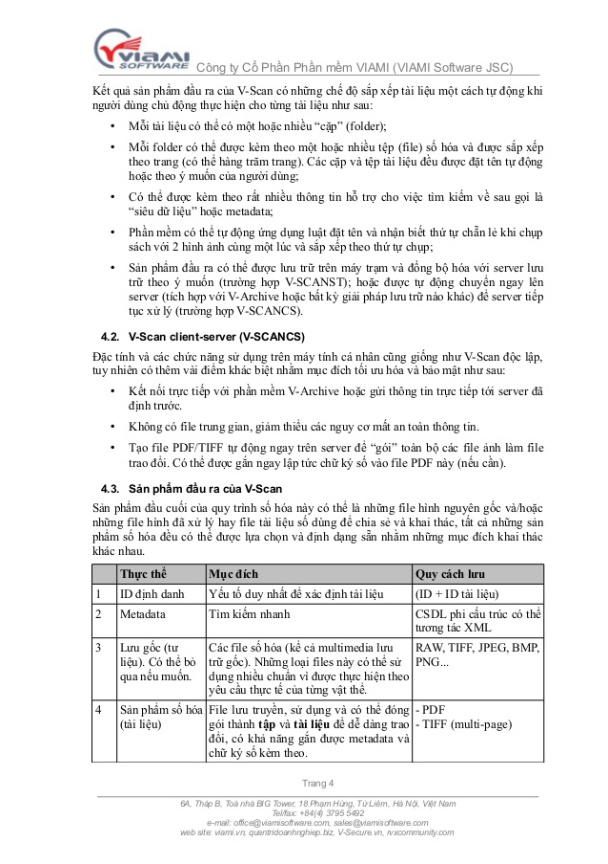 VIAMI
SOFTWARE
Công ty Cổ Phần Phần mềm VIAMI (VIAMI Software JSC)
Kết quả sản phẩm đầu ra của V-Scan có những chế độ sắp xếp tài liệu một cách tự động khi
người dùng chủ động thực hiện cho từng tài liệu như sau:
• Mỗi tài liệu có thể có một hoặc nhiều “cặp” (folder);
• Mỗi folder có thể được kèm theo một hoặc nhiều tệp (file) số hóa và được sắp xếp
theo trang (có thể hàng trăm trang). Các cặp và tệp tài liệu đều được đặt tên tự động
hoặc theo ý muốn của người dùng;
• Có thể được kèm theo rất nhiều thông tin hỗ trợ cho việc tìm kiếm về sau gọi là
“siêu dữ liệu” hoặc metadata;
• Phần mềm có thể tự động ứng dụng luật đặt tên và nhận biết thứ tự chẵn lẻ khi chụp
sách với 2 hình ảnh cùng một lúc và sắp xếp theo thứ tự chụp;
• Sản phẩm đầu ra có thể được lưu trữ trên máy trạm và đồng bộ hóa với server lưu
trữ theo ý muốn (trường hợp V-SCANST); hoặc được tự động chuyển ngay lên
server (tích hợp với V-Archive hoặc bất kỳ giải pháp lưu trữ nào khác) để server tiếp
tục xử lý (trường hợp V-SCANCS).
4.2. V-Scan client-server (V-SCANCS)
Đặc tính và các chức năng sử dụng trên máy tính cá nhân cũng giống như V-Scan độc lập,
tuy nhiên có thêm vài điểm khác biệt nhằm mục đích tối ưu hóa và bảo mật như sau:
• Kết nối trực tiếp với phần mềm V-Archive hoặc gửi thông tin trực tiếp tới server đã
định trước.
• Không có file trung gian, giảm thiểu các nguy cơ mất an toàn thông tin.
• Tạo file PDF/TIFF tự động ngay trên server để “gói” toàn bộ các file ảnh làm file
trao đổi. Có thể được gắn ngay lập tức chữ ký số vào file PDF này (nếu cần).
4.3. Sản phẩm đầu ra của V-Scan
Sản phẩm đầu cuối của quy trình số hóa này có thể là những file hình nguyên gốc và/hoặc
những file hình đã xử lý hay file tài liệu số dùng để chia sẻ và khai thác, tất cả những sản
phẩm số hóa đều có thể được lựa chọn và định dạng sẵn nhằm những mục đích khai thác
khác nhau.
Thực thể Mục đích Quy cách lưu
1 ID định danh Yếu tố duy nhất để xác định tài liệu (ID + ID tài liệu)
2 Metadata Tìm kiếm nhanh CSDL phi cấu trúc có thể
tương tác XML
3 Lưu gốc (tư Các file số hóa (kể cả multimedia lưu RAW, TIFF, JPEG, BMP,
liệu). Có thể bỏ trữ gốc). Những loại files này có thể sử PNG...
qua nếu muốn. dụng nhiều chuẩn vì được thực hiện theo
yêu cầu thực tế của từng vật thể.
4 Sản phẩm số hóa File lưu truyền, sử dụng và có thể đóng - PDF
(tài liệu) gói thành tập và tài liệu để dễ dàng trao - TIFF (multi-page)
đổi, có khả năng gắn được metadata và
chữ ký số kèm theo.
Trang 4
6A, Tháp B, Toà nhà BIG Tower, 18 Phạm Hùng, Từ Liêm, Hà Nội, Việt Nam
Tel/fax: +84(4) 3795 5492
e-mail: office@viamisoftware.com, sales@viamisoftware.com
web site: viami.vn, quantridoanhnghiep.biz, V-Secure.vn, rvxcommunity.com